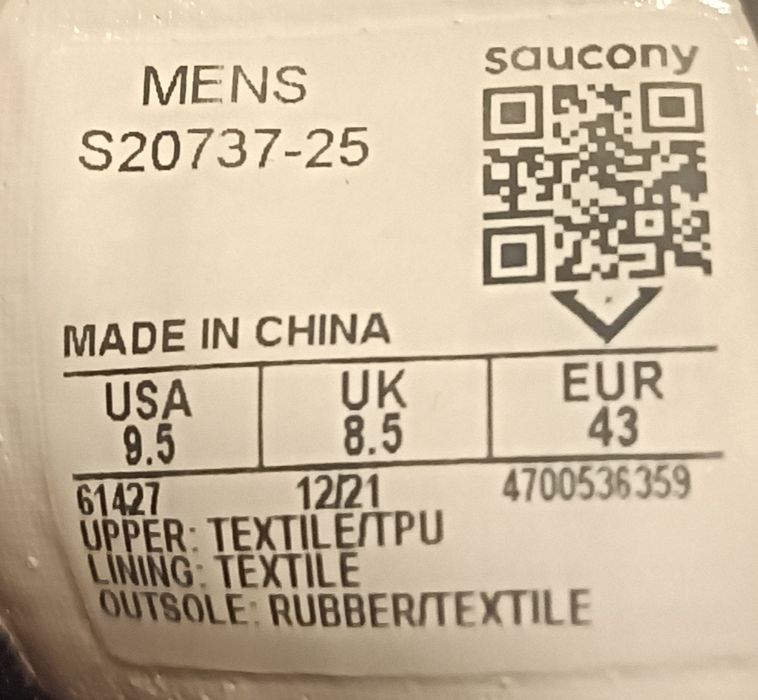 saucony
MENS
S20737-25
MADE IN CHINA
USA UK EUR
9.5 8.5 43
61427 12/21 4700536359
UPPER: TEXTILE/TPU
LINING: TEXTILE
OUTSOLE: RUBBER/TEXTILE